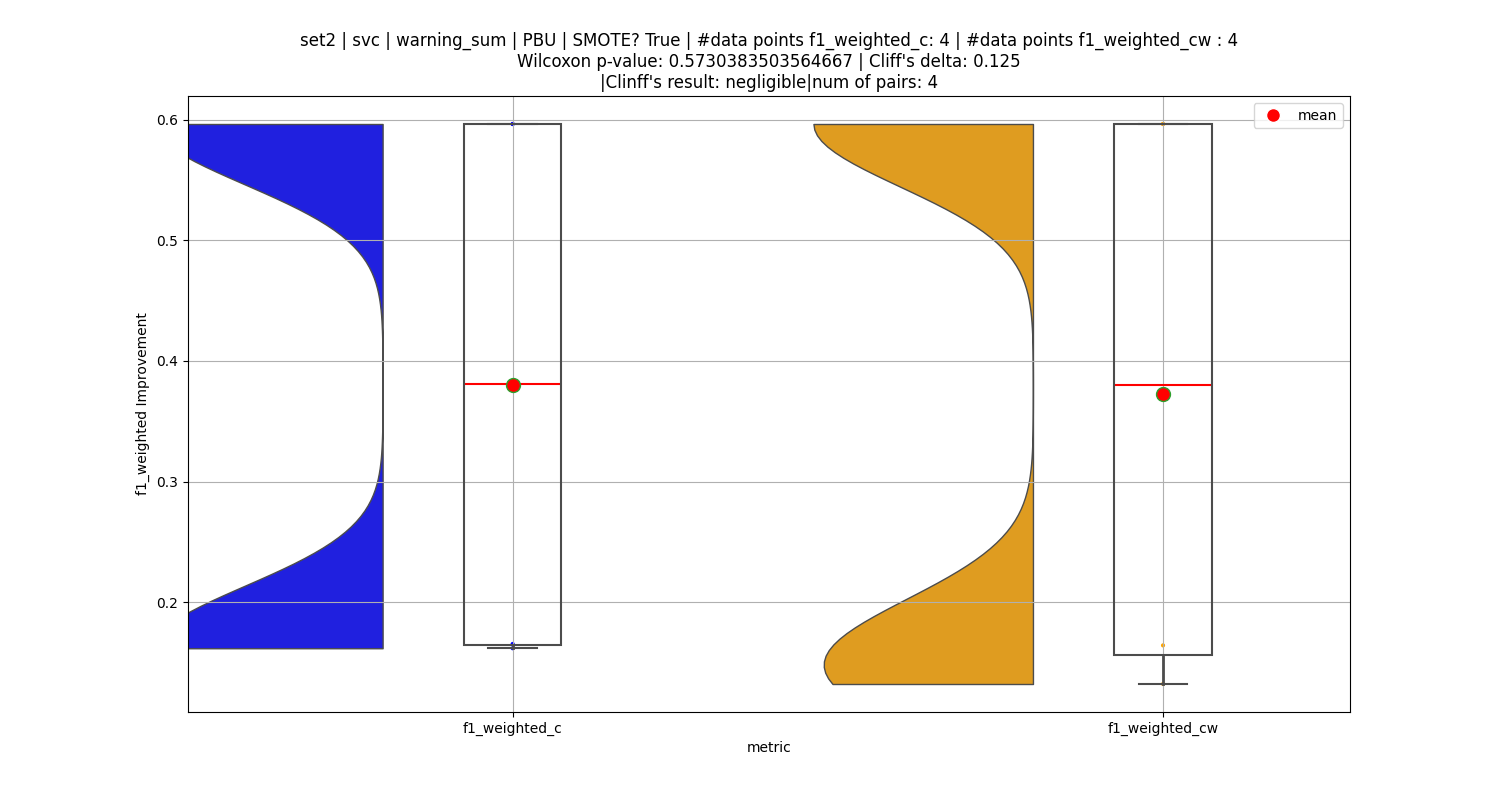 set2 | svc | warning_sum | PBU | SMOTE? True | #data points f1_weighted_c: 4 | #data points f1_weighted_cw : 4
Wilcoxon p-value: 0.5730383503564667 | Cliff's delta: 0.125
|Clinff's result: negligible|num of pairs: 4
mean
f1_weighted Improvement
0.6
0.5
0.4
0.3
0.2
f1_weighted_c
f1_weighted_cw
metric